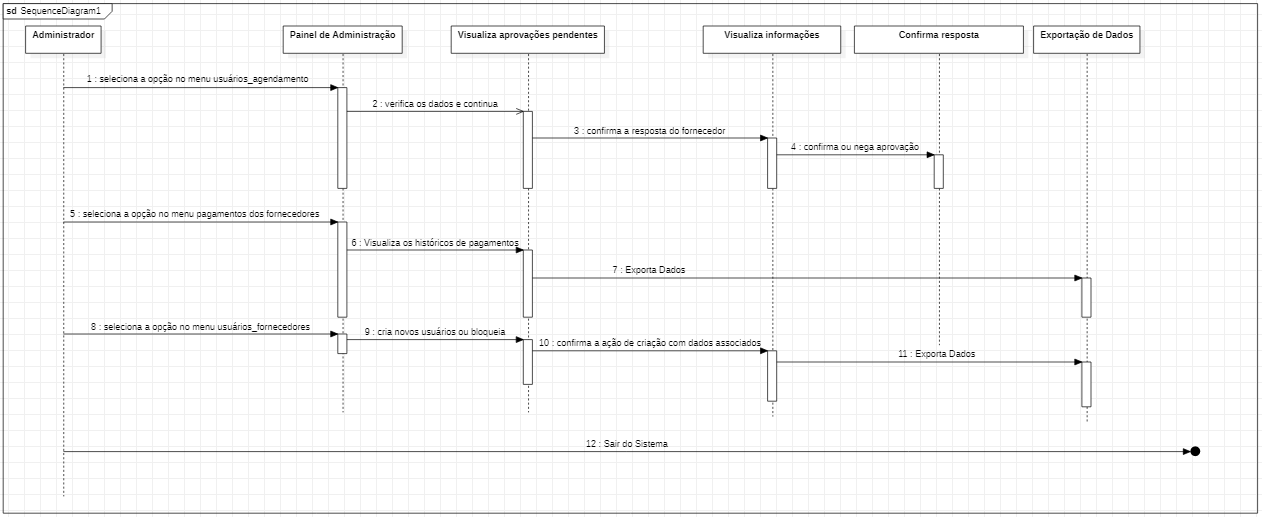 sd SequenceDiagram1
Administrador
Painel de Administração
Visualiza aprovações pendentes
Visualiza informações
Confirma resposta
Exportação de Dados
1 : seleciona a opção no menu usuários_agendamento
2 : verifica os dados e continua
3 : confirma a resposta do fornecedor
4 : confirma ou nega aprovação
5 : seleciona a opção no menu pagamentos dos fornecedores
6 : Visualiza os históricos de pagamentos
7 : Exporta Dados
8 : seleciona a opção no menu usuários_fornecedores
9 : cria novos usuários ou bloqueia
10 : confirma a ação de criação com dados associados
11 : Exporta Dados
12 : Sair do Sistema